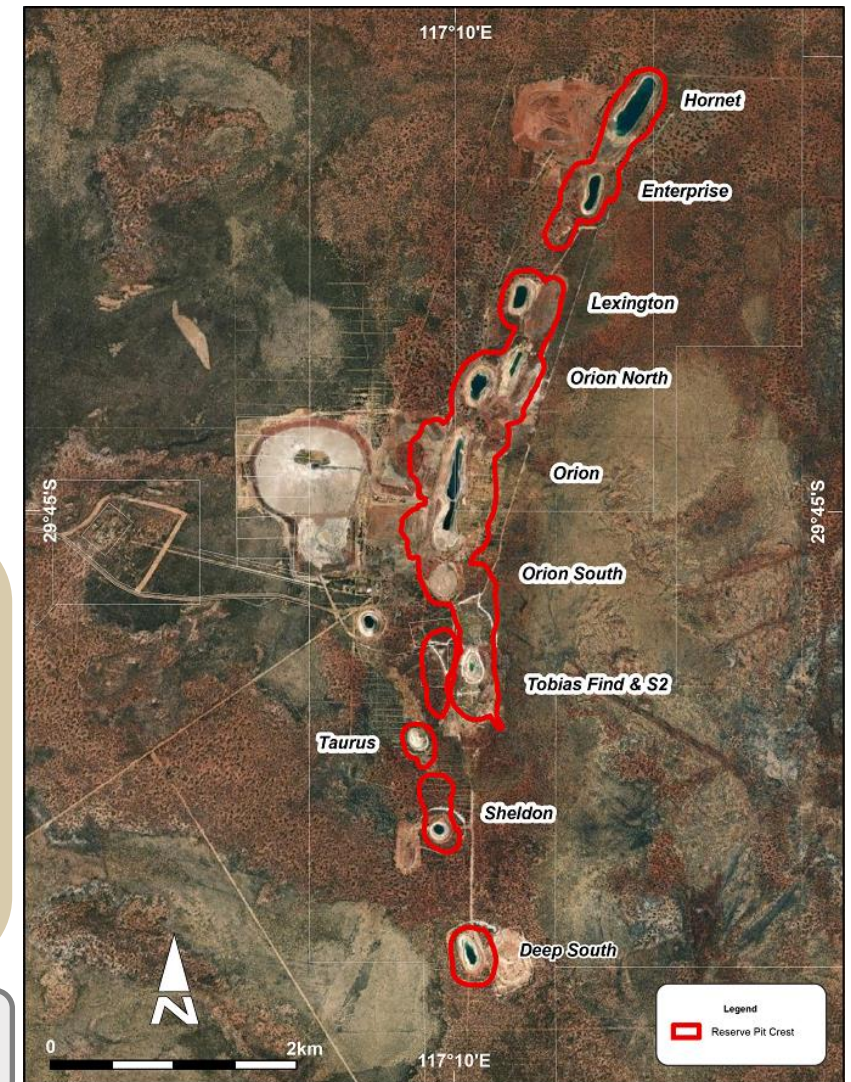 117°10'E
Hornet
Enterprise
Lexington
Orion North
Orion
29°45'S
29°45'S
Orion South
Tobias Find & S2
Taurus
Sheldon
Deep South
N
0 2km
117°10'E
Legend
Reserve Pit Crest